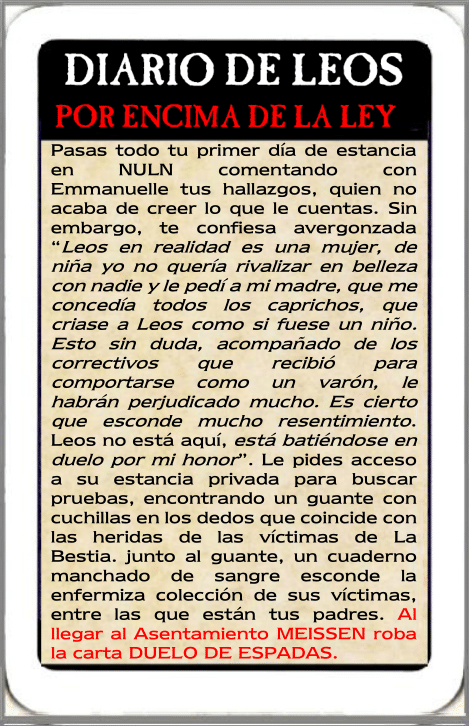 DIARIO DE LEOS
POR ENCIMA DE LA LEY
Pasas todo tu primer día de estancia
en NULN comentando con
Emmanuelle tus hallazgos, quien no
acaba de creer lo que le cuentas. Sin
embargo, te confiesa avergonzada
“Leos en realidad es una mujer, de
niña yo no quería rivalizar en belleza
con nadie y le pedí a mi madre, que me
concedía todos los caprichos, que
criase a Leos como si fuese un niño.
Esto sin duda, acompañado de los
correctivos que recibió para
comportarse como un varón, le
habrán perjudicado mucho. Es cierto
que esconde mucho resentimiento.
Leos no está aquí, está batiéndose en
duelo por mi honor”. Le pides acceso
a su estancia privada para buscar
pruebas, encontrando un guante con
cuchillas en los dedos que coincide con
las heridas de las víctimas de La
Bestia. junto al guante, un cuaderno
manchado de sangre esconde la
enfermiza colección de sus víctimas,
entre las que están tus padres. Al
llegar al Asentamiento MEISSEN roba
la carta DUELO DE ESPADAS.